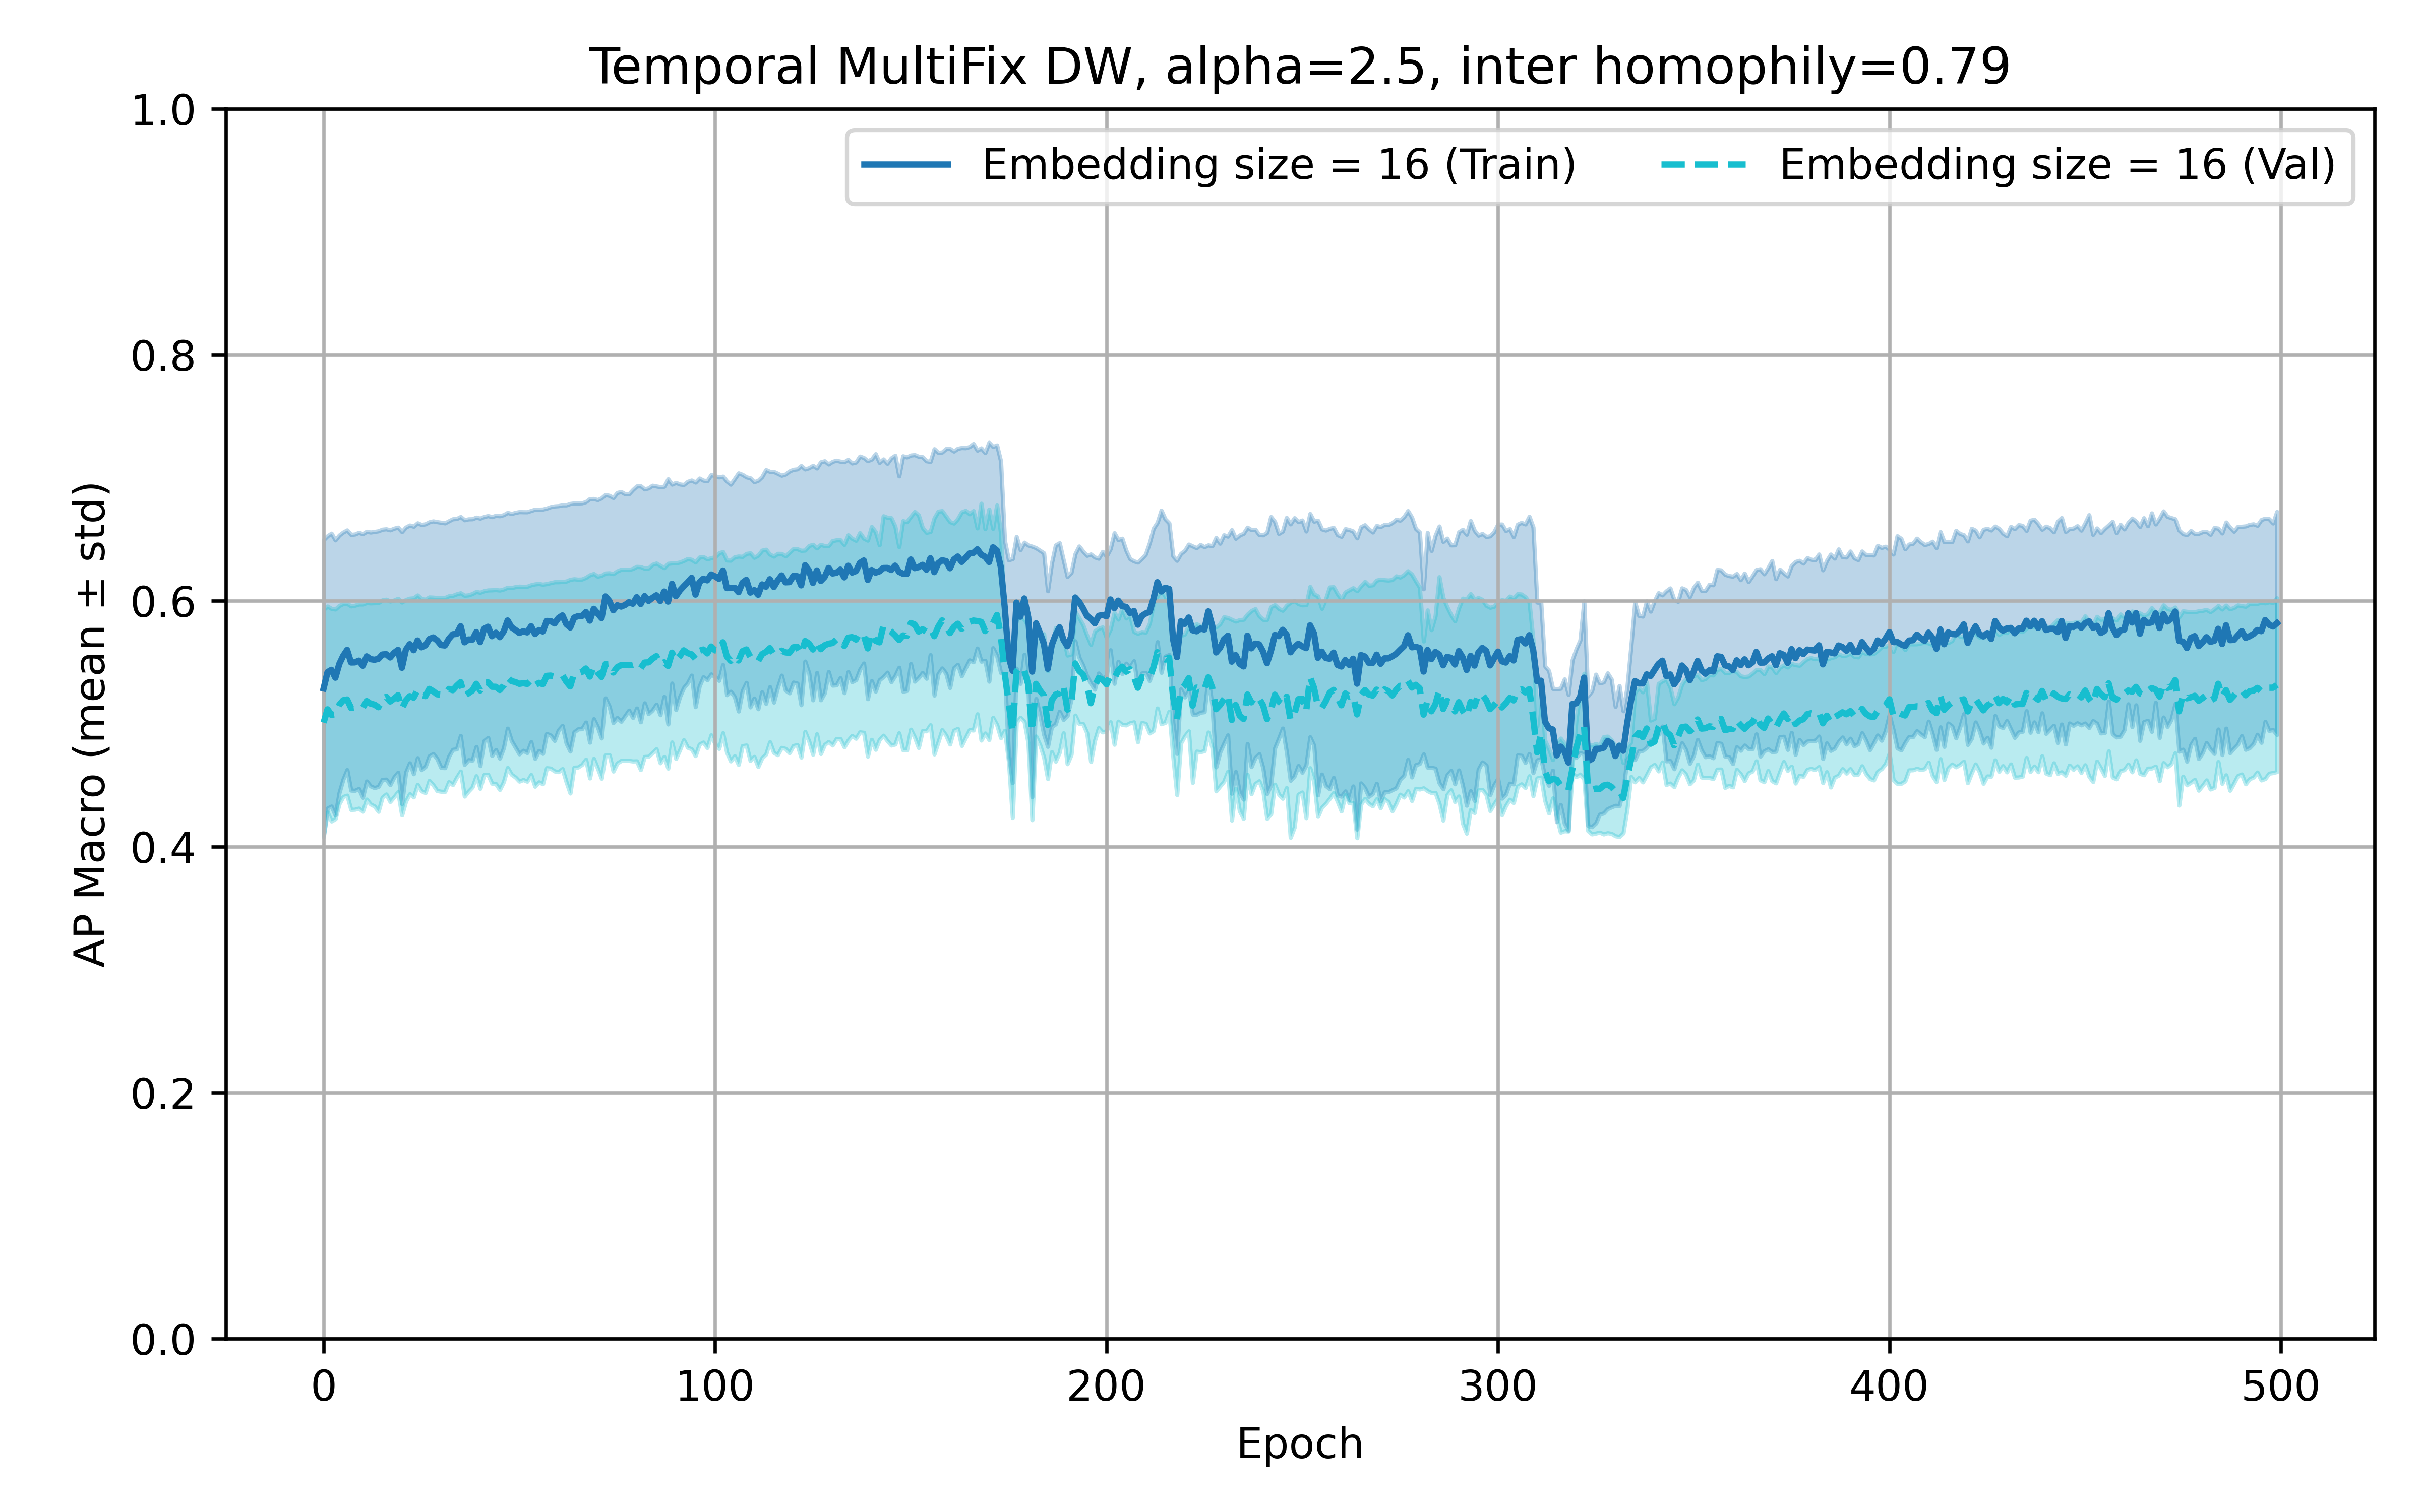 Temporal MultiFix DW, alpha=2.5, inter homophily=0.79
Embedding size = 16 (Train)
Embedding size = 16 (Val)
1.0
0.8
0.6
0.4
0.2
0.0
AP Macro (mean ± std)
0 100 200 300 400 500
Epoch